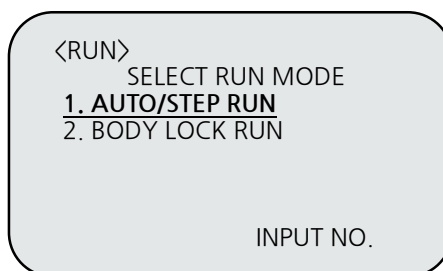 〈RUN〉
SELECT RUN MODE
1. AUTO/STEP RUN
2. BODY LOCK RUN
INPUT NO.